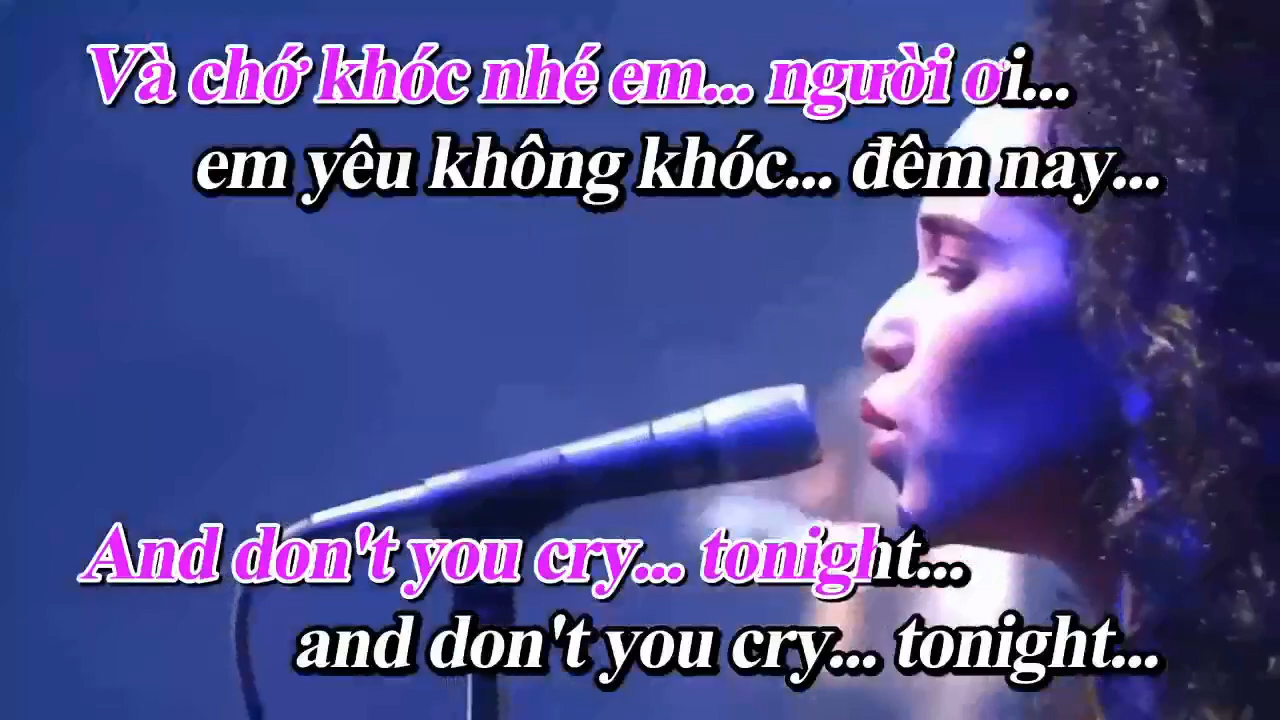 Và chớ khóc nhé em... người ơi...
em yêu không khóc... đêm nay...
And don't you cry... tonight...
and don't you cry... tonight...